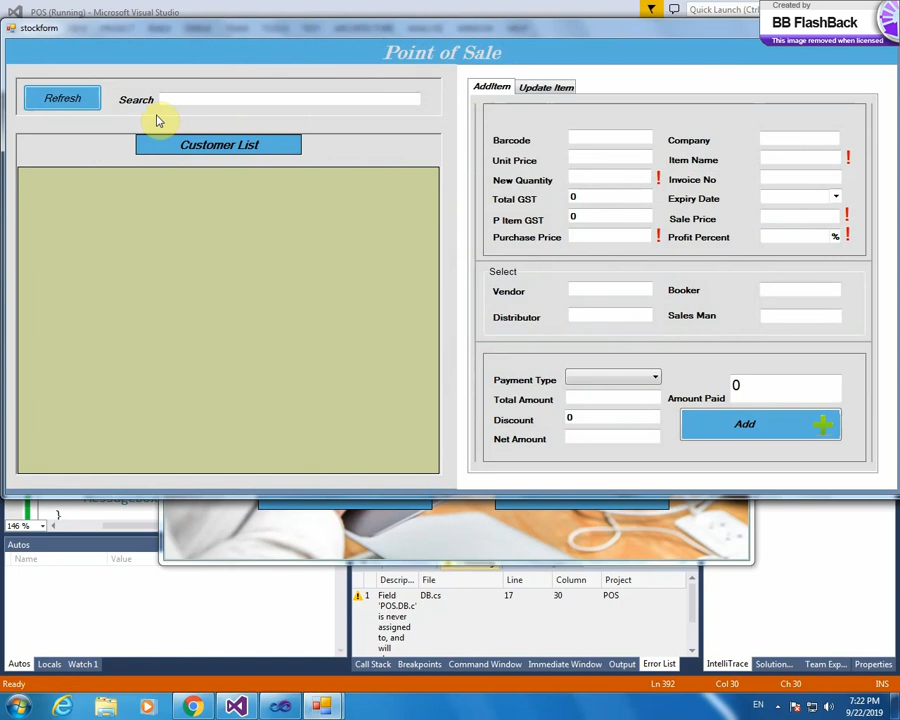 POS (Running) - Microsoft Visual Studio
Quick Launch (Ctrl
Created by
BB FlashBack
This image removed when licensed
stockform
Point of Sale
Refresh
Search
Customer List
AddItem
Update Item
Barcode
Company
Unit Price
Item Name
!
New Quantity
!
Invoice No
Total GST
0
Expiry Date
P Item GST
0
Sale Price
!
Purchase Price
!
Profit Percent
%
!
Select
Vendor
Booker
Distributor
Sales Man
Payment Type
0
Total Amount
Amount Paid
Discount
0
Add
Net Amount
}
146 %
Autos
Name
Value
Descrip...
File
Line
Column
Project
1
Field 'POS.DB.c'
is never
assigned
to, and
will
DB.cs
17
30
POS
Autos
Locals
Watch 1
Call Stack
Breakpoints
Command Window
Immediate Window
Output
Error List
IntelliTrace
Solution...
Team Exp...
Properties
Ready
Ln 392
Col 30
Ch 30
INS
EN
7:22 PM
9/22/2019